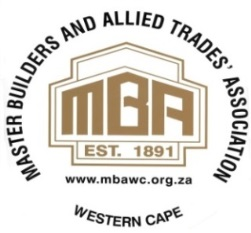 MASTER BUILDERS AND ALLIED TRADES' ASSOCIATION
MBA
EST. 1891
www.mbawc.org.za
WESTERN CAPE